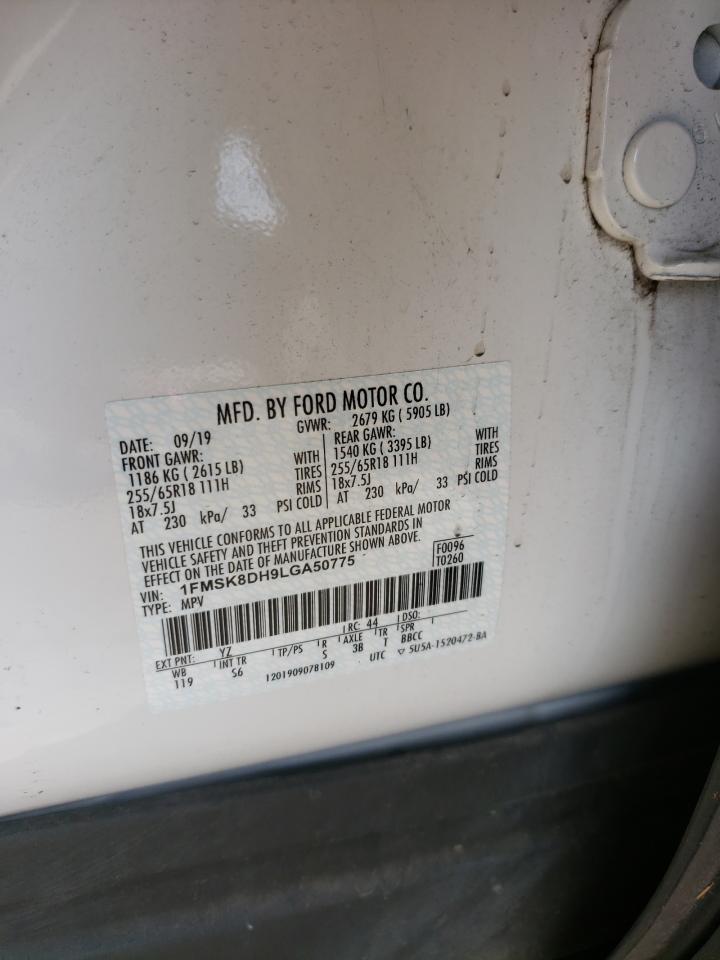 MFD. BY FORD MOTOR CO.
DATE: 09/19 GVWR: 2679 KG ( 5905 LB)
FRONT GAWR: REAR GAWR:
1186 KG ( 2615 LB) WITH 1540 KG ( 3395 LB) WITH
255/65R18 111H TIRES 255/65R18 111H TIRES
18x7.5J RIMS 18x7.5J RIMS
AT 230 kPa/ 33 PSI COLD AT 230 kPa/ 33 PSI COLD
THIS VEHICLE CONFORMS TO ALL APPLICABLE FEDERAL MOTOR
VEHICLE SAFETY AND THEFT PREVENTION STANDARDS IN
EFFECT ON THE DATE OF MANUFACTURE SHOWN ABOVE.
VIN: 1FMSK8DH9LGA50775 F0096
TYPE: MPV T0260
EXT PNT: YZ RC: 44 DSO:
WB INT TR TP/PS R AXLE TR SPR
119 S6 S 3B T BBCC
1201909078109 UTC ▽ 5U5A-1520472-BA